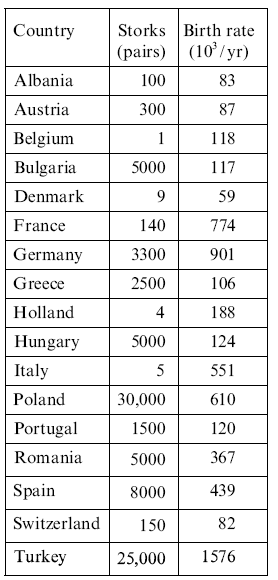 Country Storks Birth rate
(pairs) (10³/yr)
Albania 100 83
Austria 300 87
Belgium 1 118
Bulgaria 5000 117
Denmark 9 59
France 140 774
Germany 3300 901
Greece 2500 106
Holland 4 188
Hungary 5000 124
Italy 5 551
Poland 30,000 610
Portugal 1500 120
Romania 5000 367
Spain 8000 439
Switzerland 150 82
Turkey 25,000 1576